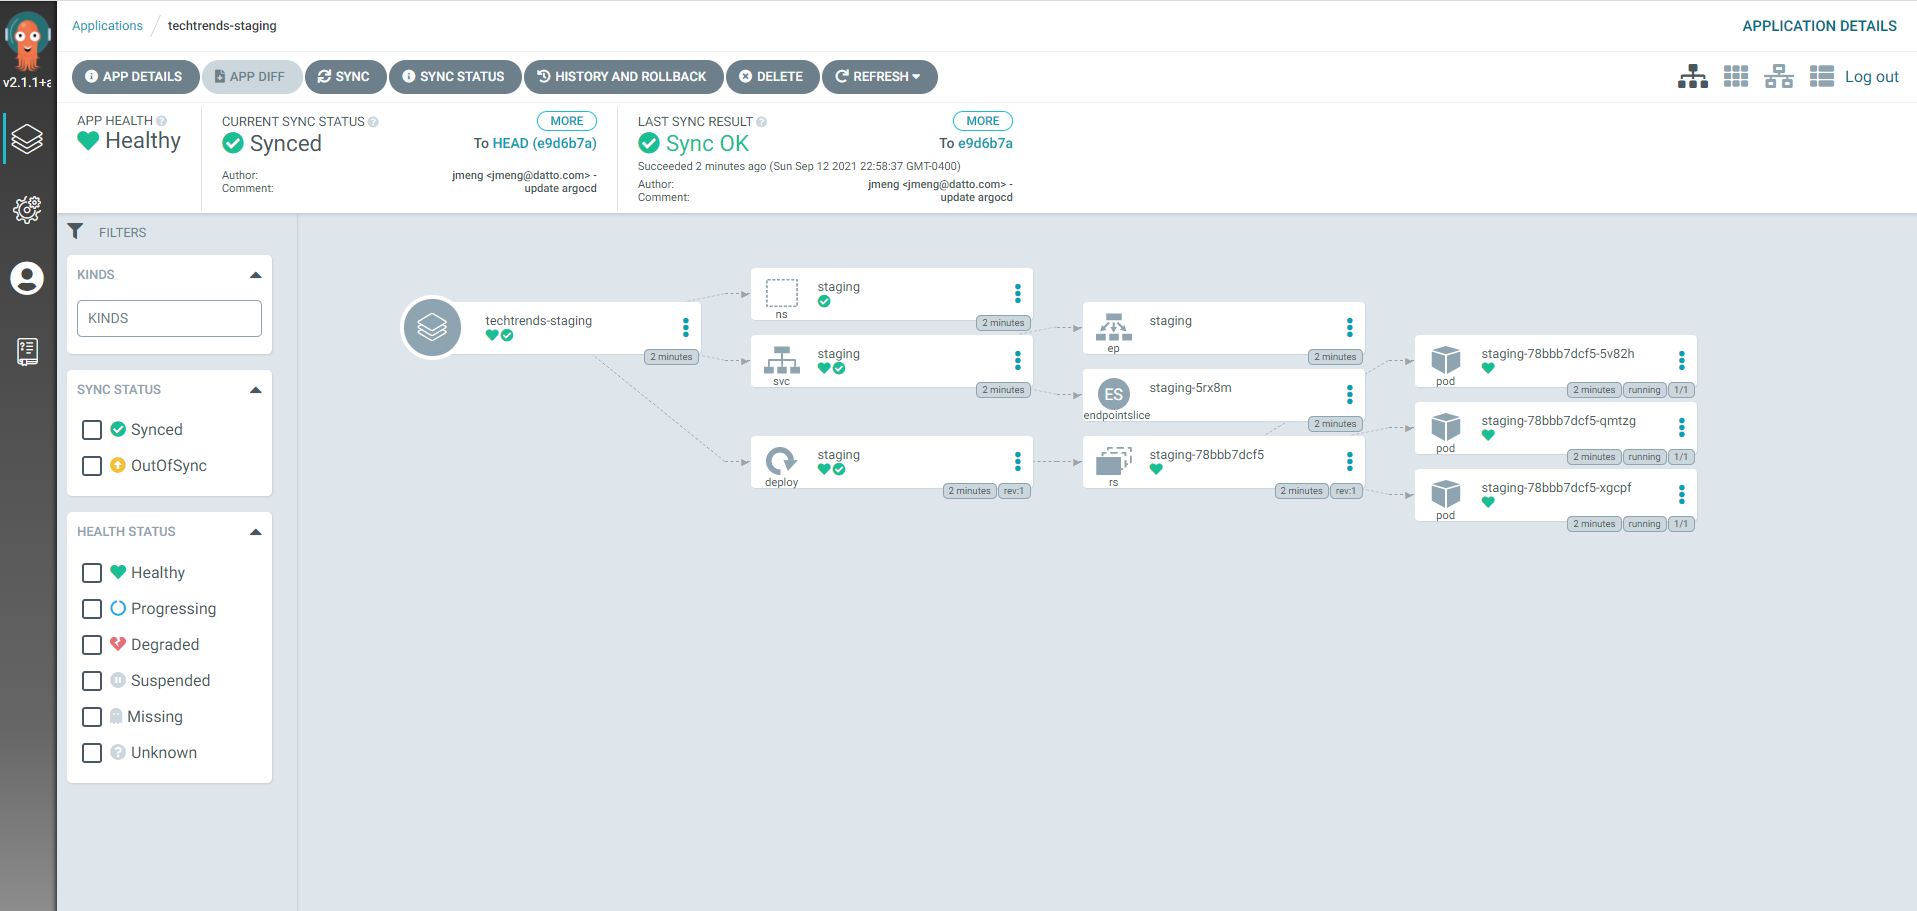 Applications / techtrends-staging
APPLICATION DETAILS
v2.1.1+a
APP DETAILS
APP DIFF
SYNC
SYNC STATUS
HISTORY AND ROLLBACK
DELETE
REFRESH
Log out
APP HEALTH
Healthy
CURRENT SYNC STATUS
MORE
Synced
To HEAD (e9d6b7a)
Author:
jmeng <jmeng@datto.com> -
Comment:
update argocd
LAST SYNC RESULT
MORE
Sync OK
To e9d6b7a
Succeeded 2 minutes ago (Sun Sep 12 2021 22:58:37 GMT-0400)
Author:
jmeng <jmeng@datto.com> -
Comment:
update argocd
FILTERS
KINDS
KINDS
SYNC STATUS
Synced
OutOfSync
HEALTH STATUS
Healthy
Progressing
Degraded
Suspended
Missing
Unknown
techtrends-staging
2 minutes
staging
ns
2 minutes
staging
svc
2 minutes
staging
deploy
2 minutes
rev:1
staging
ep
2 minutes
ES
staging-5rx8m
endpointslice
2 minutes
staging-78bbb7dcf5
rs
2 minutes
rev:1
staging-78bbb7dcf5-5v82h
pod
2 minutes
running
1/1
staging-78bbb7dcf5-qmtzg
pod
2 minutes
running
1/1
staging-78bbb7dcf5-xgcpf
pod
2 minutes
running
1/1